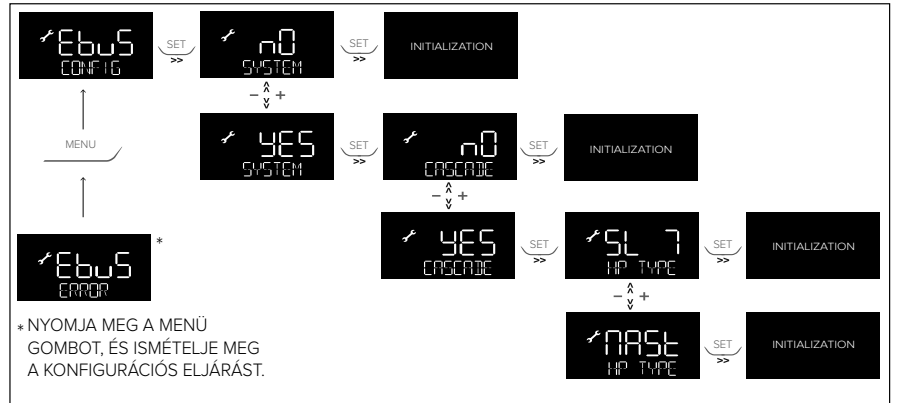 EbuS
CONFIG
SET
>>
nO
SYSTEM
SET
>>
INITIALIZATION
- +
MENU
YES
SYSTEM
SET
>>
nO
CASCADE
SET
>>
INITIALIZATION
- +
YES
CASCADE
SET
>>
SL 7
HP TYPE
SET
>>
INITIALIZATION
- +
EbuS
ERROR
*
MASt
HP TYPE
SET
>>
INITIALIZATION
* NYOMJA MEG A MENÜ
GOMBOT, ÉS ISMÉTELJE MEG
A KONFIGURÁCIÓS ELJÁRÁST.